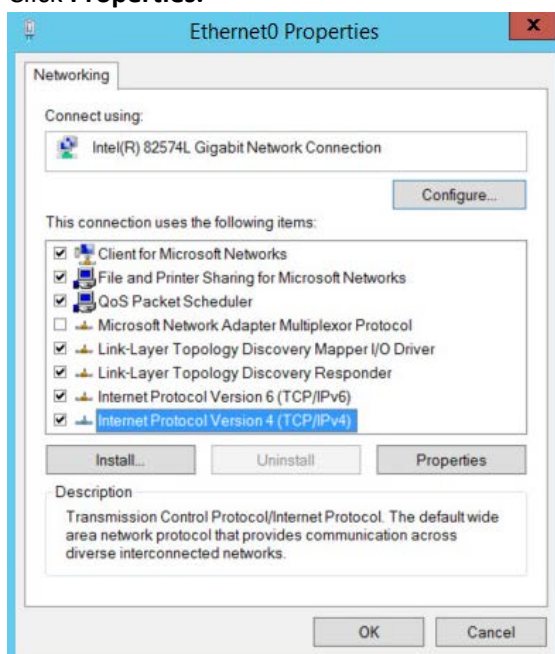 Click Properties.
Ethernet0 Properties
x
Networking
Connect using:
Intel(R) 82574L Gigabit Network Connection
Configure...
This connection uses the following items:
Client for Microsoft Networks
File and Printer Sharing for Microsoft Networks
QoS Packet Scheduler
Microsoft Network Adapter Multiplexor Protocol
Link-Layer Topology Discovery Mapper I/O Driver
Link-Layer Topology Discovery Responder
Internet Protocol Version 6 (TCP/IPv6)
Internet Protocol Version 4 (TCP/IPv4)
Install...
Uninstall
Properties
Description
Transmission Control Protocol/Internet Protocol. The default wide
area network protocol that provides communication across
diverse interconnected networks.
OK
Cancel